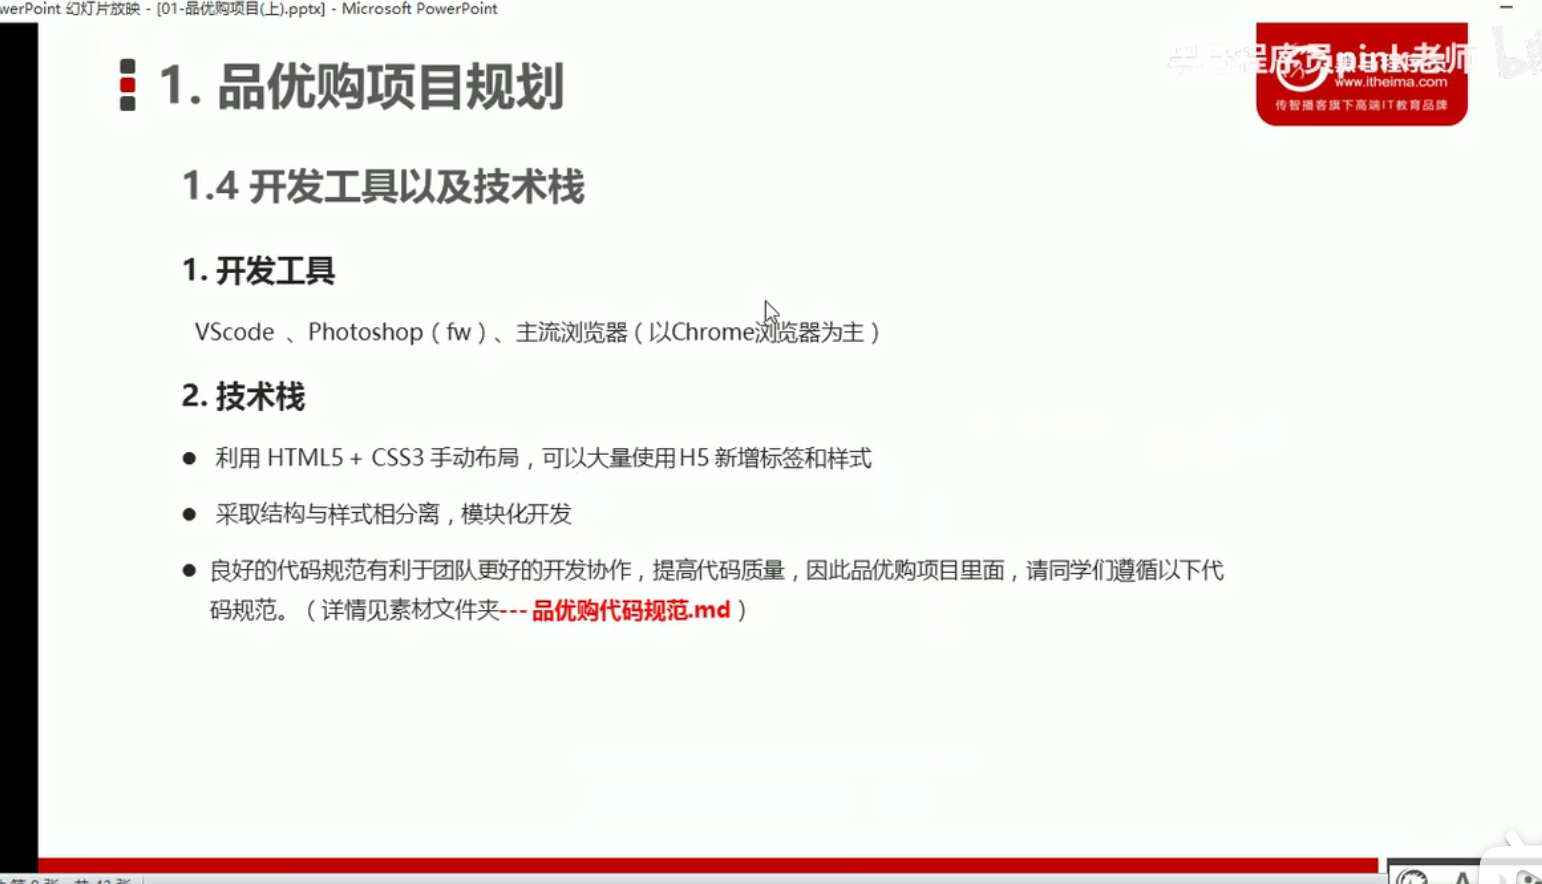 werPoint 幻灯片放映 - [01-品优购项目(上).pptx] - Microsoft PowerPoint
程序员pink老师
www.itheima.com
传智播客旗下高端IT教育品牌
1. 品优购项目规划
1.4 开发工具以及技术栈
1. 开发工具
VScode 、Photoshop（fw）、主流浏览器（以Chrome浏览器为主）
2. 技术栈
● 利用 HTML5 + CSS3 手动布局，可以大量使用 H5 新增标签和样式
● 采取结构与样式相分离，模块化开发
● 良好的代码规范有利于团队更好的开发协作，提高代码质量，因此品优购项目里面，请同学们遵循以下代
码规范。（详情见素材文件夹--- 品优购代码规范.md）